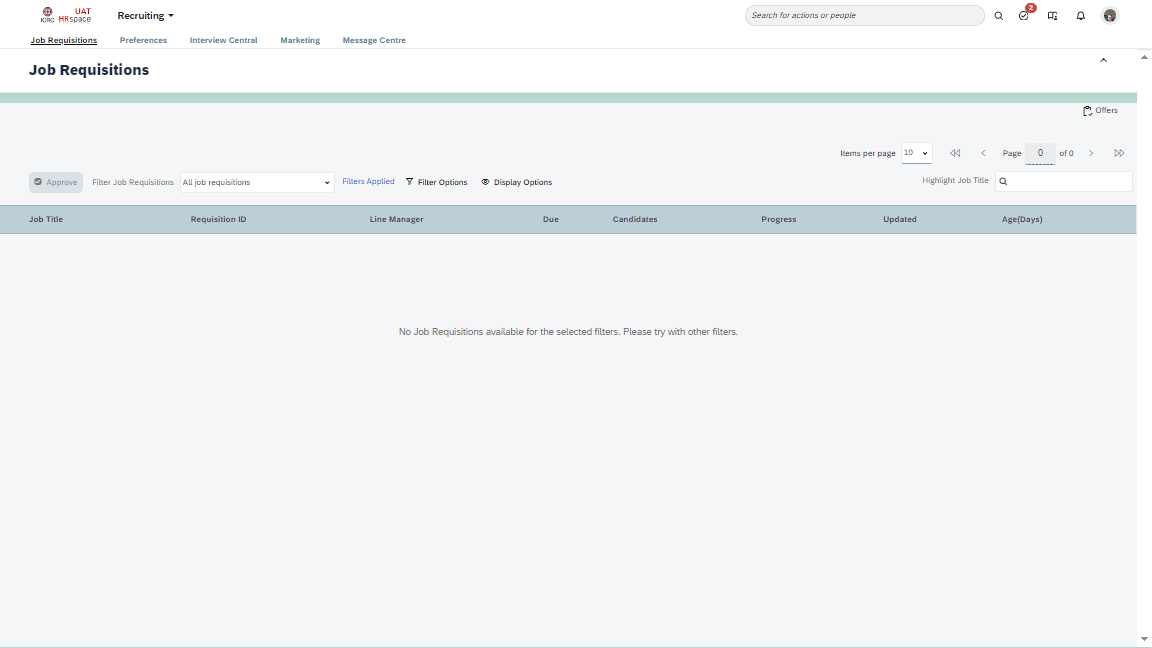 ICRC UAT HRspace Recruiting Search for actions or people 2
Job Requisitions Preferences Interview Central Marketing Message Centre
Job Requisitions
Offers
Items per page 10 Page 0 of 0
Approve Filter Job Requisitions All job requisitions Filters Applied Filter Options Display Options Highlight Job Title
Job Title Requisition ID Line Manager Due Candidates Progress Updated Age(Days)
No Job Requisitions available for the selected filters. Please try with other filters.